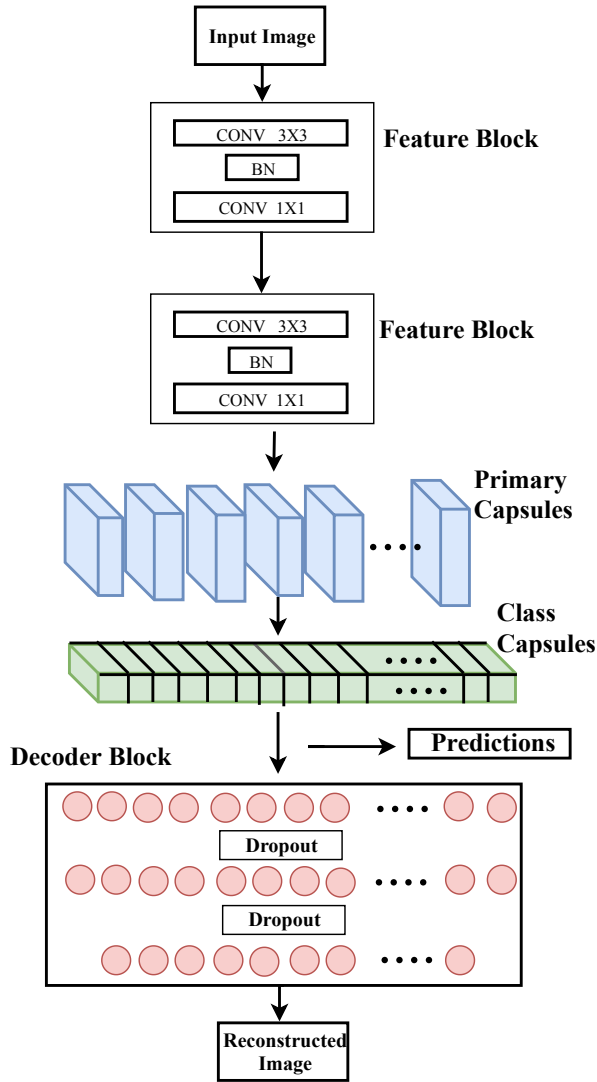 Input Image
CONV 3X3
BN
CONV 1X1
Feature Block
CONV 3X3
BN
CONV 1X1
Feature Block
Primary
Capsules
Class
Capsules
Predictions
Decoder Block
Dropout
Dropout
Reconstructed
Image